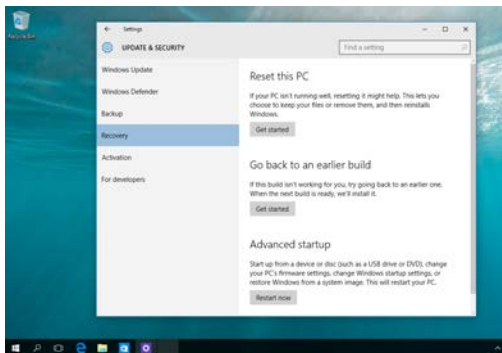 Recycle Bin
Settings
UPDATE & SECURITY
Find a setting
Windows Update
Windows Defender
Backup
Recovery
Activation
For developers
Reset this PC
If your PC isn't running well, resetting it might help. This lets you
choose to keep your files or remove them, and then reinstalls
Windows.
Get started
Go back to an earlier build
If this build isn't working for you, try going back to an earlier one.
When the next build is ready, we'll install it.
Get started
Advanced startup
Start up from a device or disc (such as a USB drive or DVD), change
your PC's firmware settings, change Windows startup settings, or
restore Windows from a system image. This will restart your PC.
Restart now